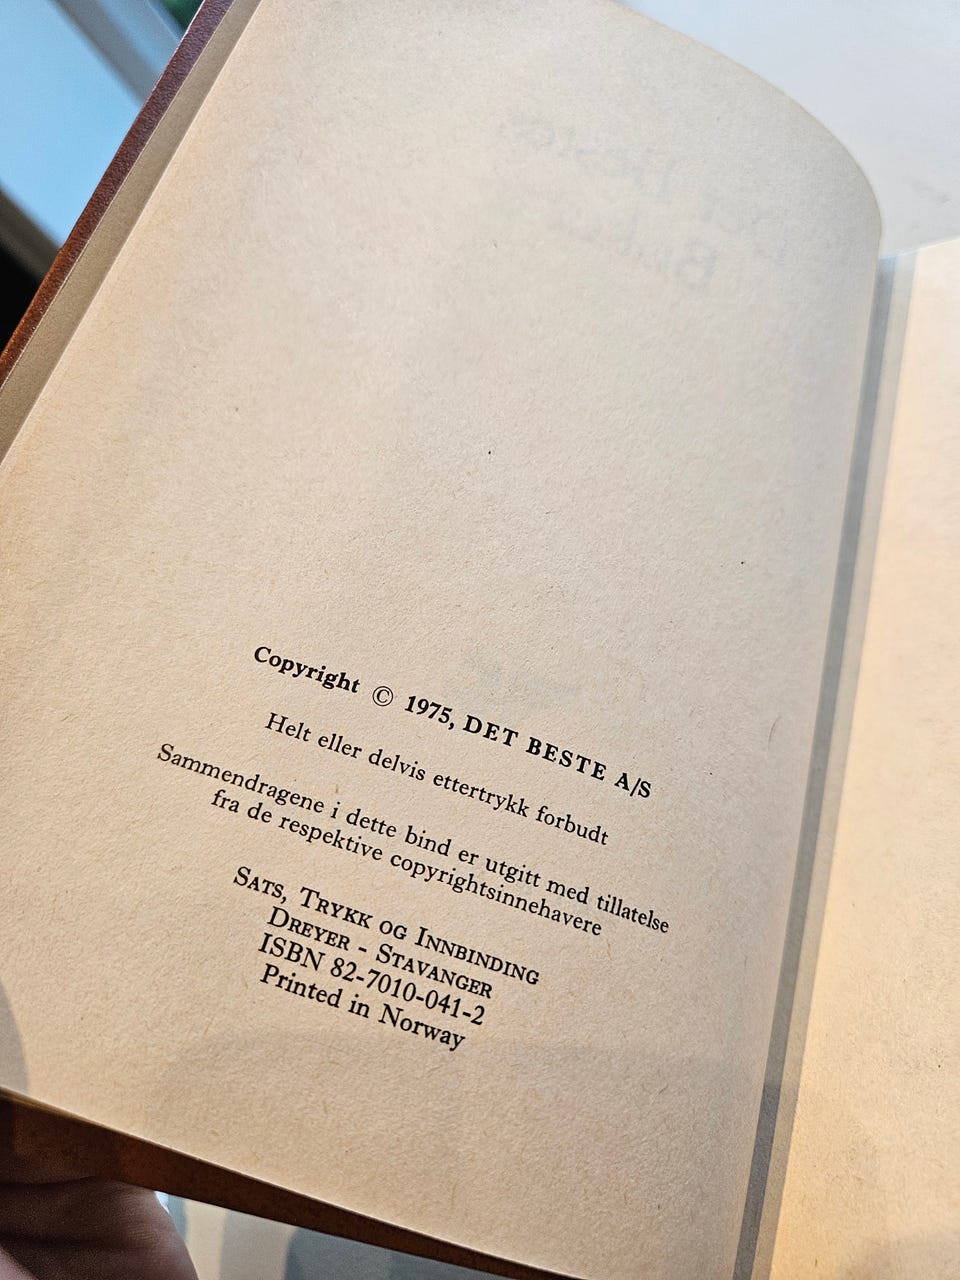 Copyright © 1975, DET BESTE A/S
Helt eller delvis ettertrykk forbudt
Sammendragene i dette bind er utgitt med tillatelse
fra de respektive copyrightsinnehavere
SATS, TRYKK OG INNBINDING
DREYER - STAVANGER
ISBN 82-7010-041-2
Printed in Norway